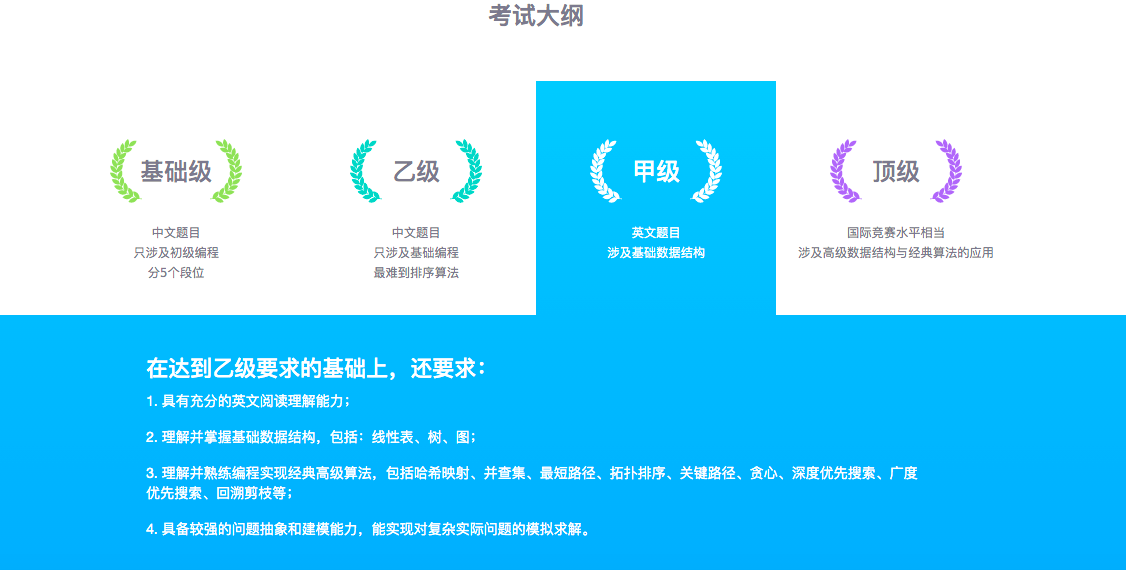 考试大纲
基础级
中文题目
只涉及初级编程
分5个段位
乙级
中文题目
只涉及基础编程
最难到排序算法
甲级
英文题目
涉及基础数据结构
顶级
国际竞赛水平相当
涉及高级数据结构与经典算法的应用
在达到乙级要求的基础上，还要求：
1. 具有充分的英文阅读理解能力；
2. 理解并掌握基础数据结构，包括：线性表、树、图；
3. 理解并熟练编程实现经典高级算法，包括哈希映射、并查集、最短路径、拓扑排序、关键路径、贪心、深度优先搜索、广度
优先搜索、回溯剪枝等；
4. 具备较强的问题抽象和建模能力，能实现对复杂实际问题的模拟求解。